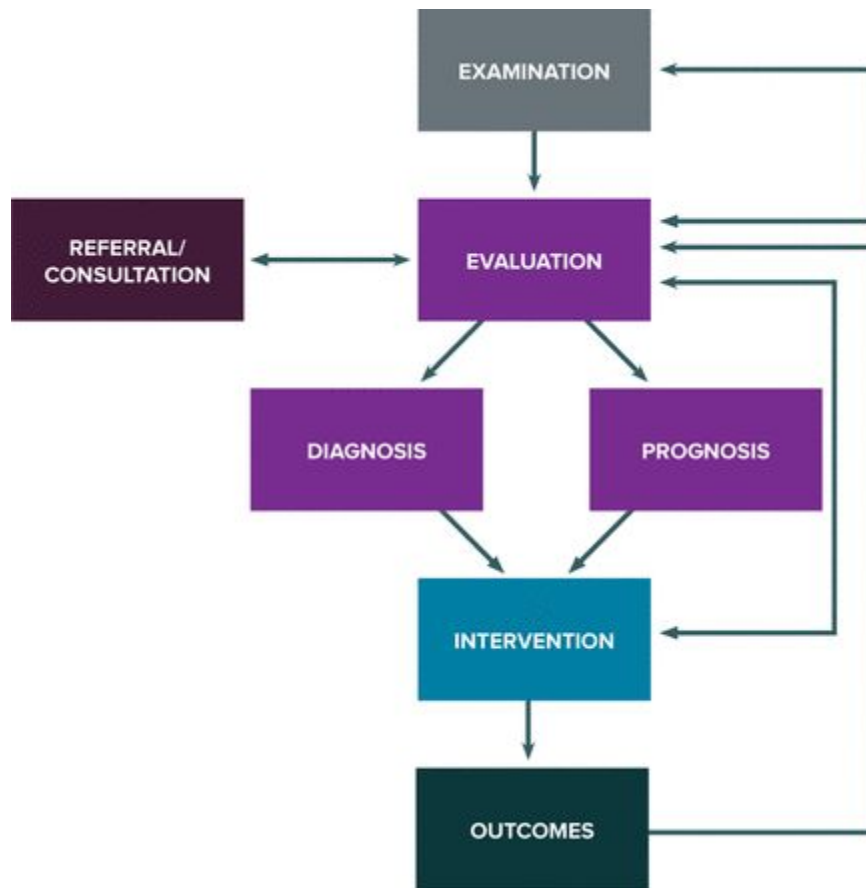 EXAMINATION
REFERRAL/
CONSULTATION
EVALUATION
DIAGNOSIS
PROGNOSIS
INTERVENTION
OUTCOMES